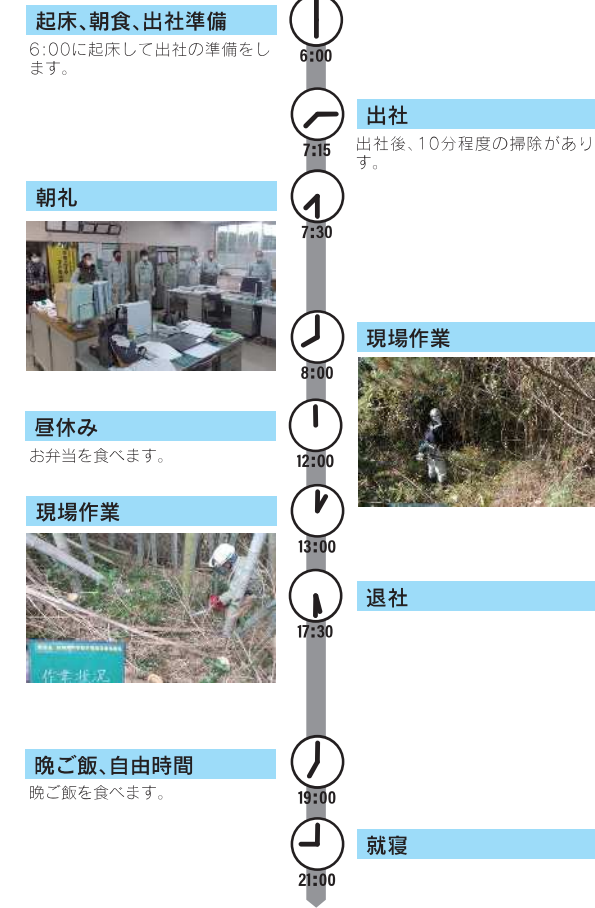 起床、朝食、出社準備
6:00に起床して出社の準備をし
ます。
6:00
出社
7:15
出社後、10分程度の掃除があり
す。
朝礼
7:30
現場作業
8:00
昼休み
お弁当を食べます。
12:00
現場作業
13:00
作業状況
退社
17:30
晩ご飯、自由時間
晩ご飯を食べます。
19:00
就寝
21:00